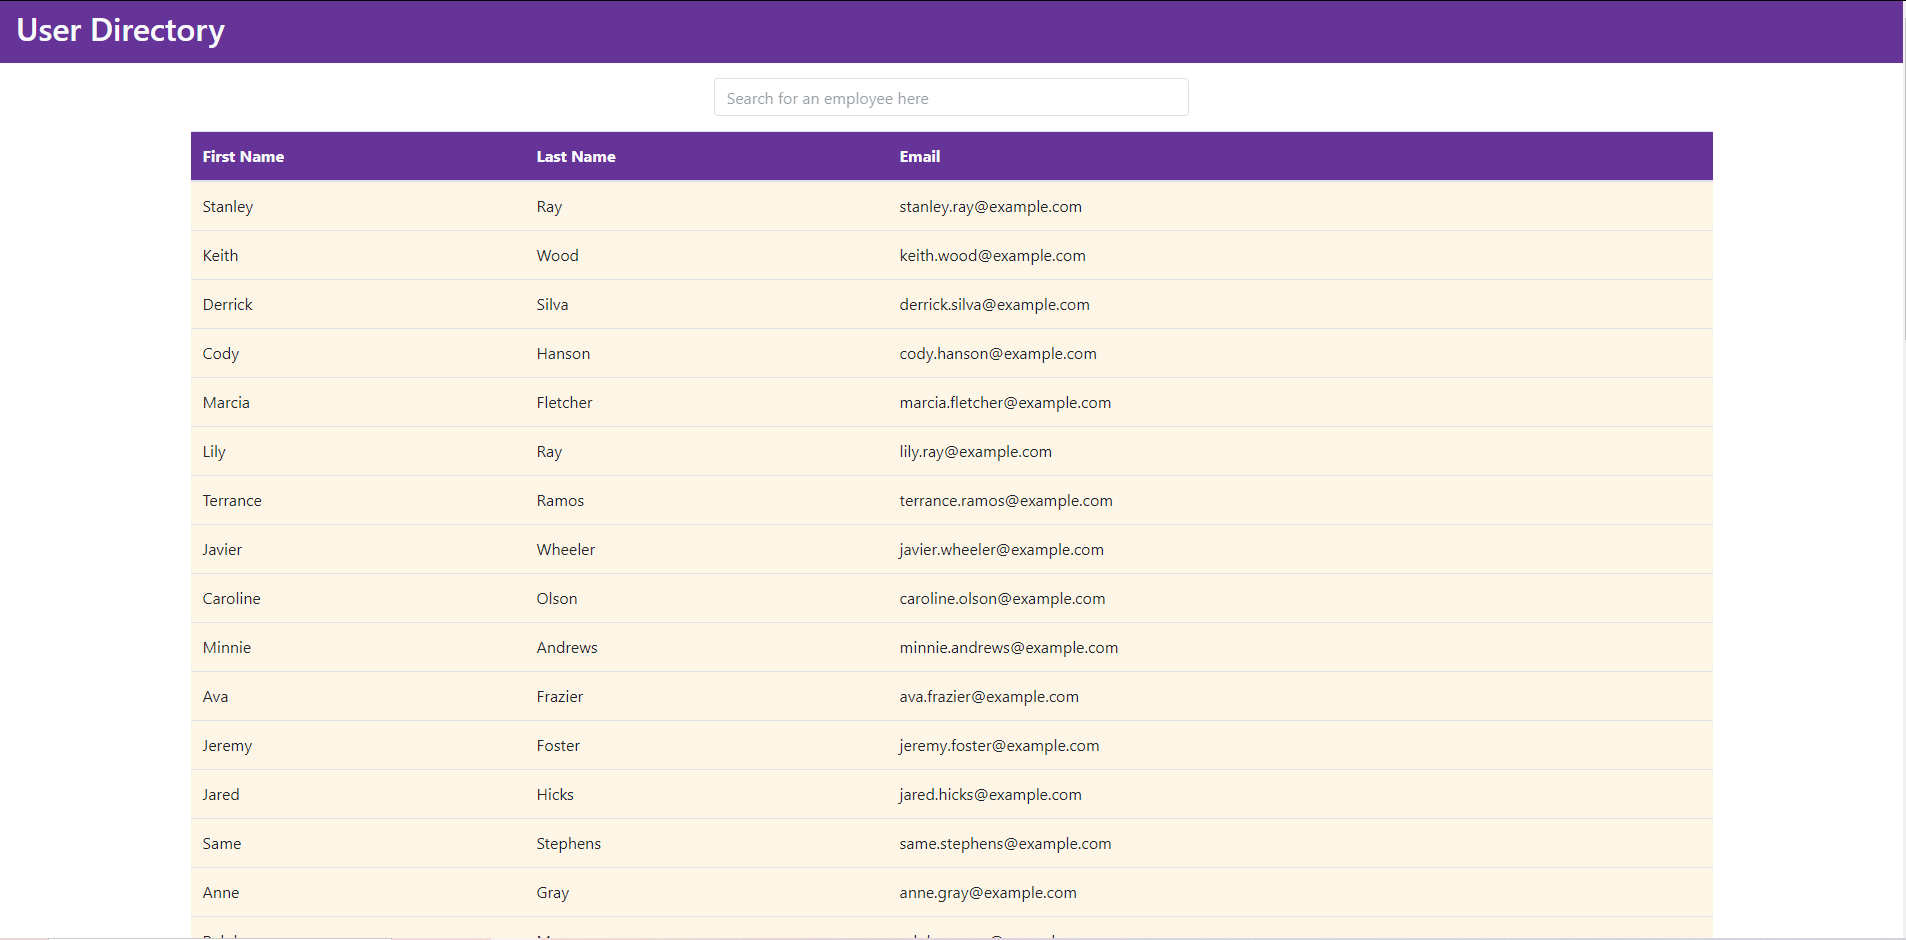 User Directory
Search for an employee here
First Name Last Name Email
Stanley Ray stanley.ray@example.com
Keith Wood keith.wood@example.com
Derrick Silva derrick.silva@example.com
Cody Hanson cody.hanson@example.com
Marcia Fletcher marcia.fletcher@example.com
Lily Ray lily.ray@example.com
Terrance Ramos terrance.ramos@example.com
Javier Wheeler javier.wheeler@example.com
Caroline Olson caroline.olson@example.com
Minnie Andrews minnie.andrews@example.com
Ava Frazier ava.frazier@example.com
Jeremy Foster jeremy.foster@example.com
Jared Hicks jared.hicks@example.com
Same Stephens same.stephens@example.com
Anne Gray anne.gray@example.com